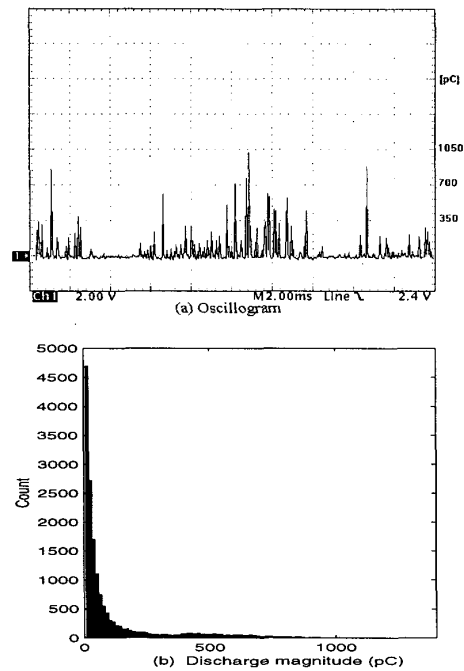 [pC]
1050
700
350
1
Ch1 2.00 V M2.00ms Line 2.4 V
(a) Oscillogram
5000
4500
4000
3500
3000
2500
2000
1500
1000
500
0
Count
0 500 1000
(b) Discharge magnitude (pC)